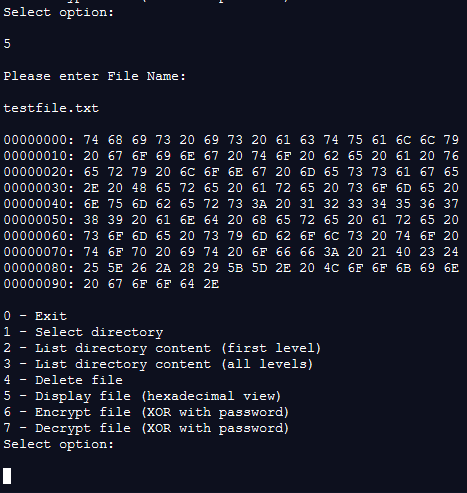 Select option:
5
Please enter File Name:
testfile.txt
00000000: 74 68 69 73 20 69 73 20 61 63 74 75 61 6C 6C 79
00000010: 20 67 6F 69 6E 67 20 74 6F 20 62 65 20 61 20 76
00000020: 65 72 79 20 6C 6F 6E 67 20 6D 65 73 73 61 67 65
00000030: 2E 20 48 65 72 65 20 61 72 65 20 73 6F 6D 65 20
00000040: 6E 75 6D 62 65 72 73 3A 20 31 32 33 34 35 36 37
00000050: 38 39 20 61 6E 64 20 68 65 72 65 20 61 72 65 20
00000060: 73 6F 6D 65 20 73 79 6D 62 6F 6C 73 20 74 6F 20
00000070: 74 6F 70 20 69 74 20 6F 66 66 3A 20 21 40 23 24
00000080: 25 5E 26 2A 28 29 5B 5D 2E 20 4C 6F 6F 6B 69 6E
00000090: 20 67 6F 6F 64 2E
0 - Exit
1 - Select directory
2 - List directory content (first level)
3 - List directory content (all levels)
4 - Delete file
5 - Display file (hexadecimal view)
6 - Encrypt file (XOR with password)
7 - Decrypt file (XOR with password)
Select option: